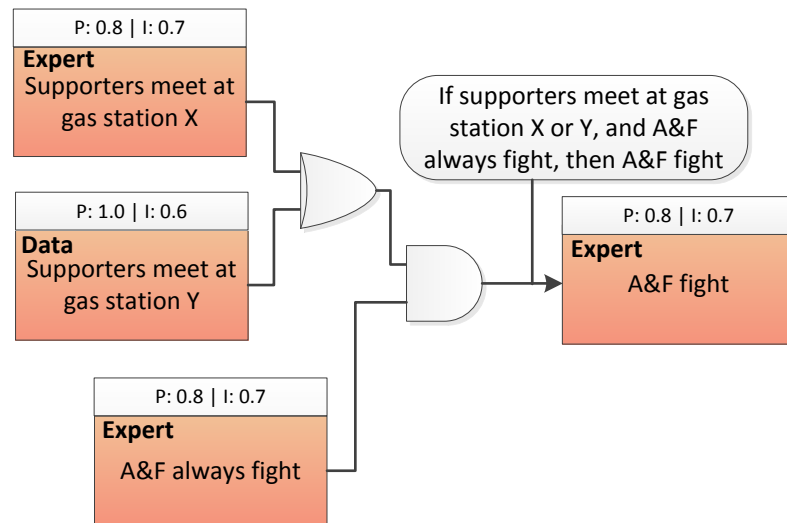 P: 0.8 | I: 0.7
Expert
Supporters meet at
gas station X
P: 1.0 | I: 0.6
Data
Supporters meet at
gas station Y
P: 0.8 | I: 0.7
Expert
A&F always fight
If supporters meet at gas
station X or Y, and A&F
always fight, then A&F fight
P: 0.8 | I: 0.7
Expert
A&F fight